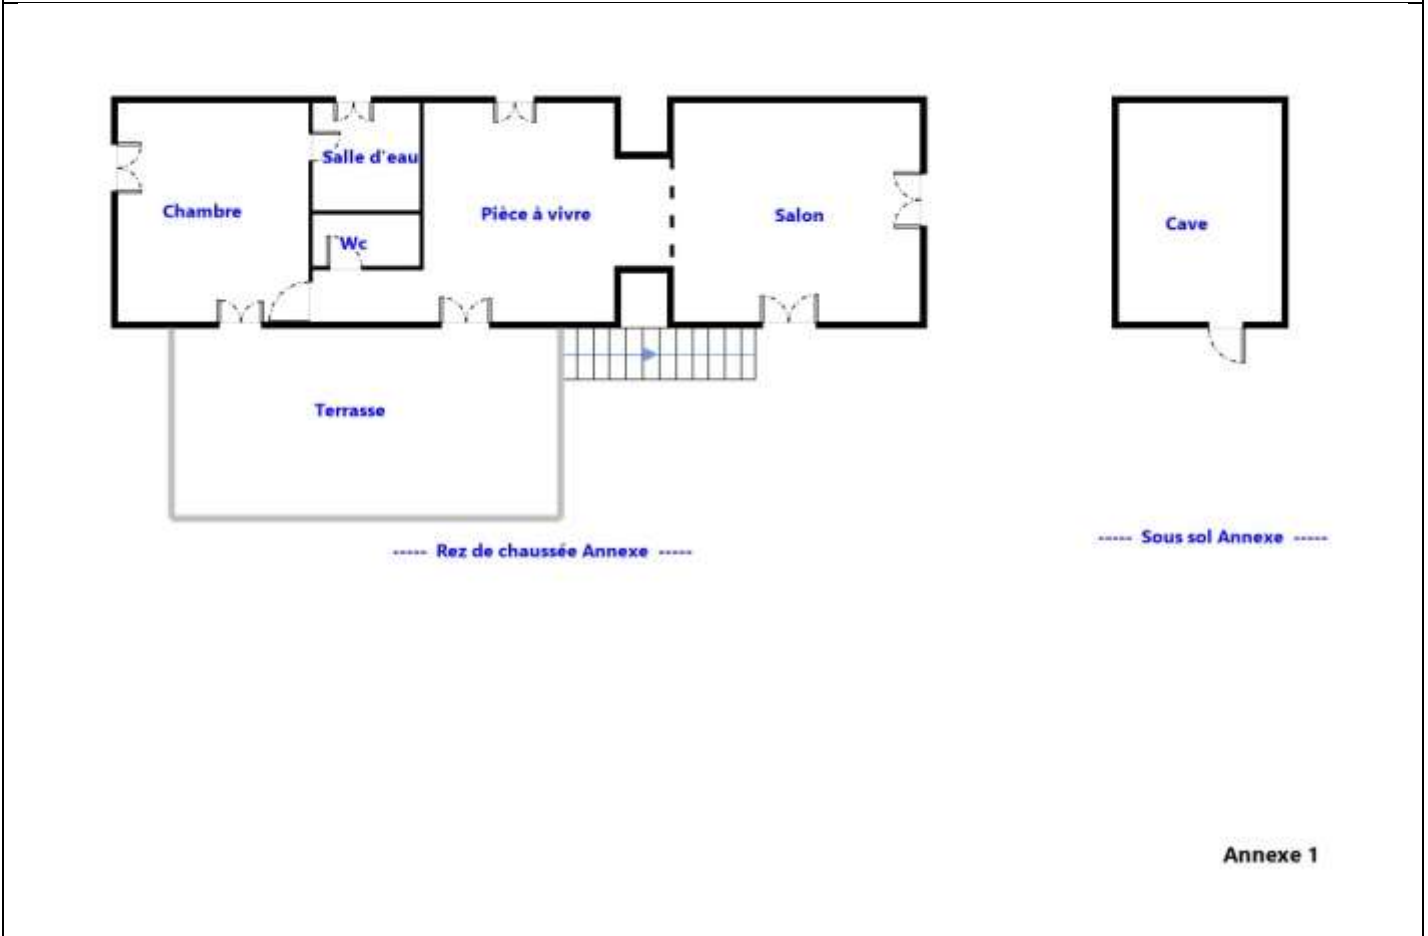 Salle d'eau
Chambre
Pièce à vivre
Salon
Cave
Wc
Terrasse
----- Rez de chaussée Annexe -----
----- Sous sol Annexe -----
Annexe 1